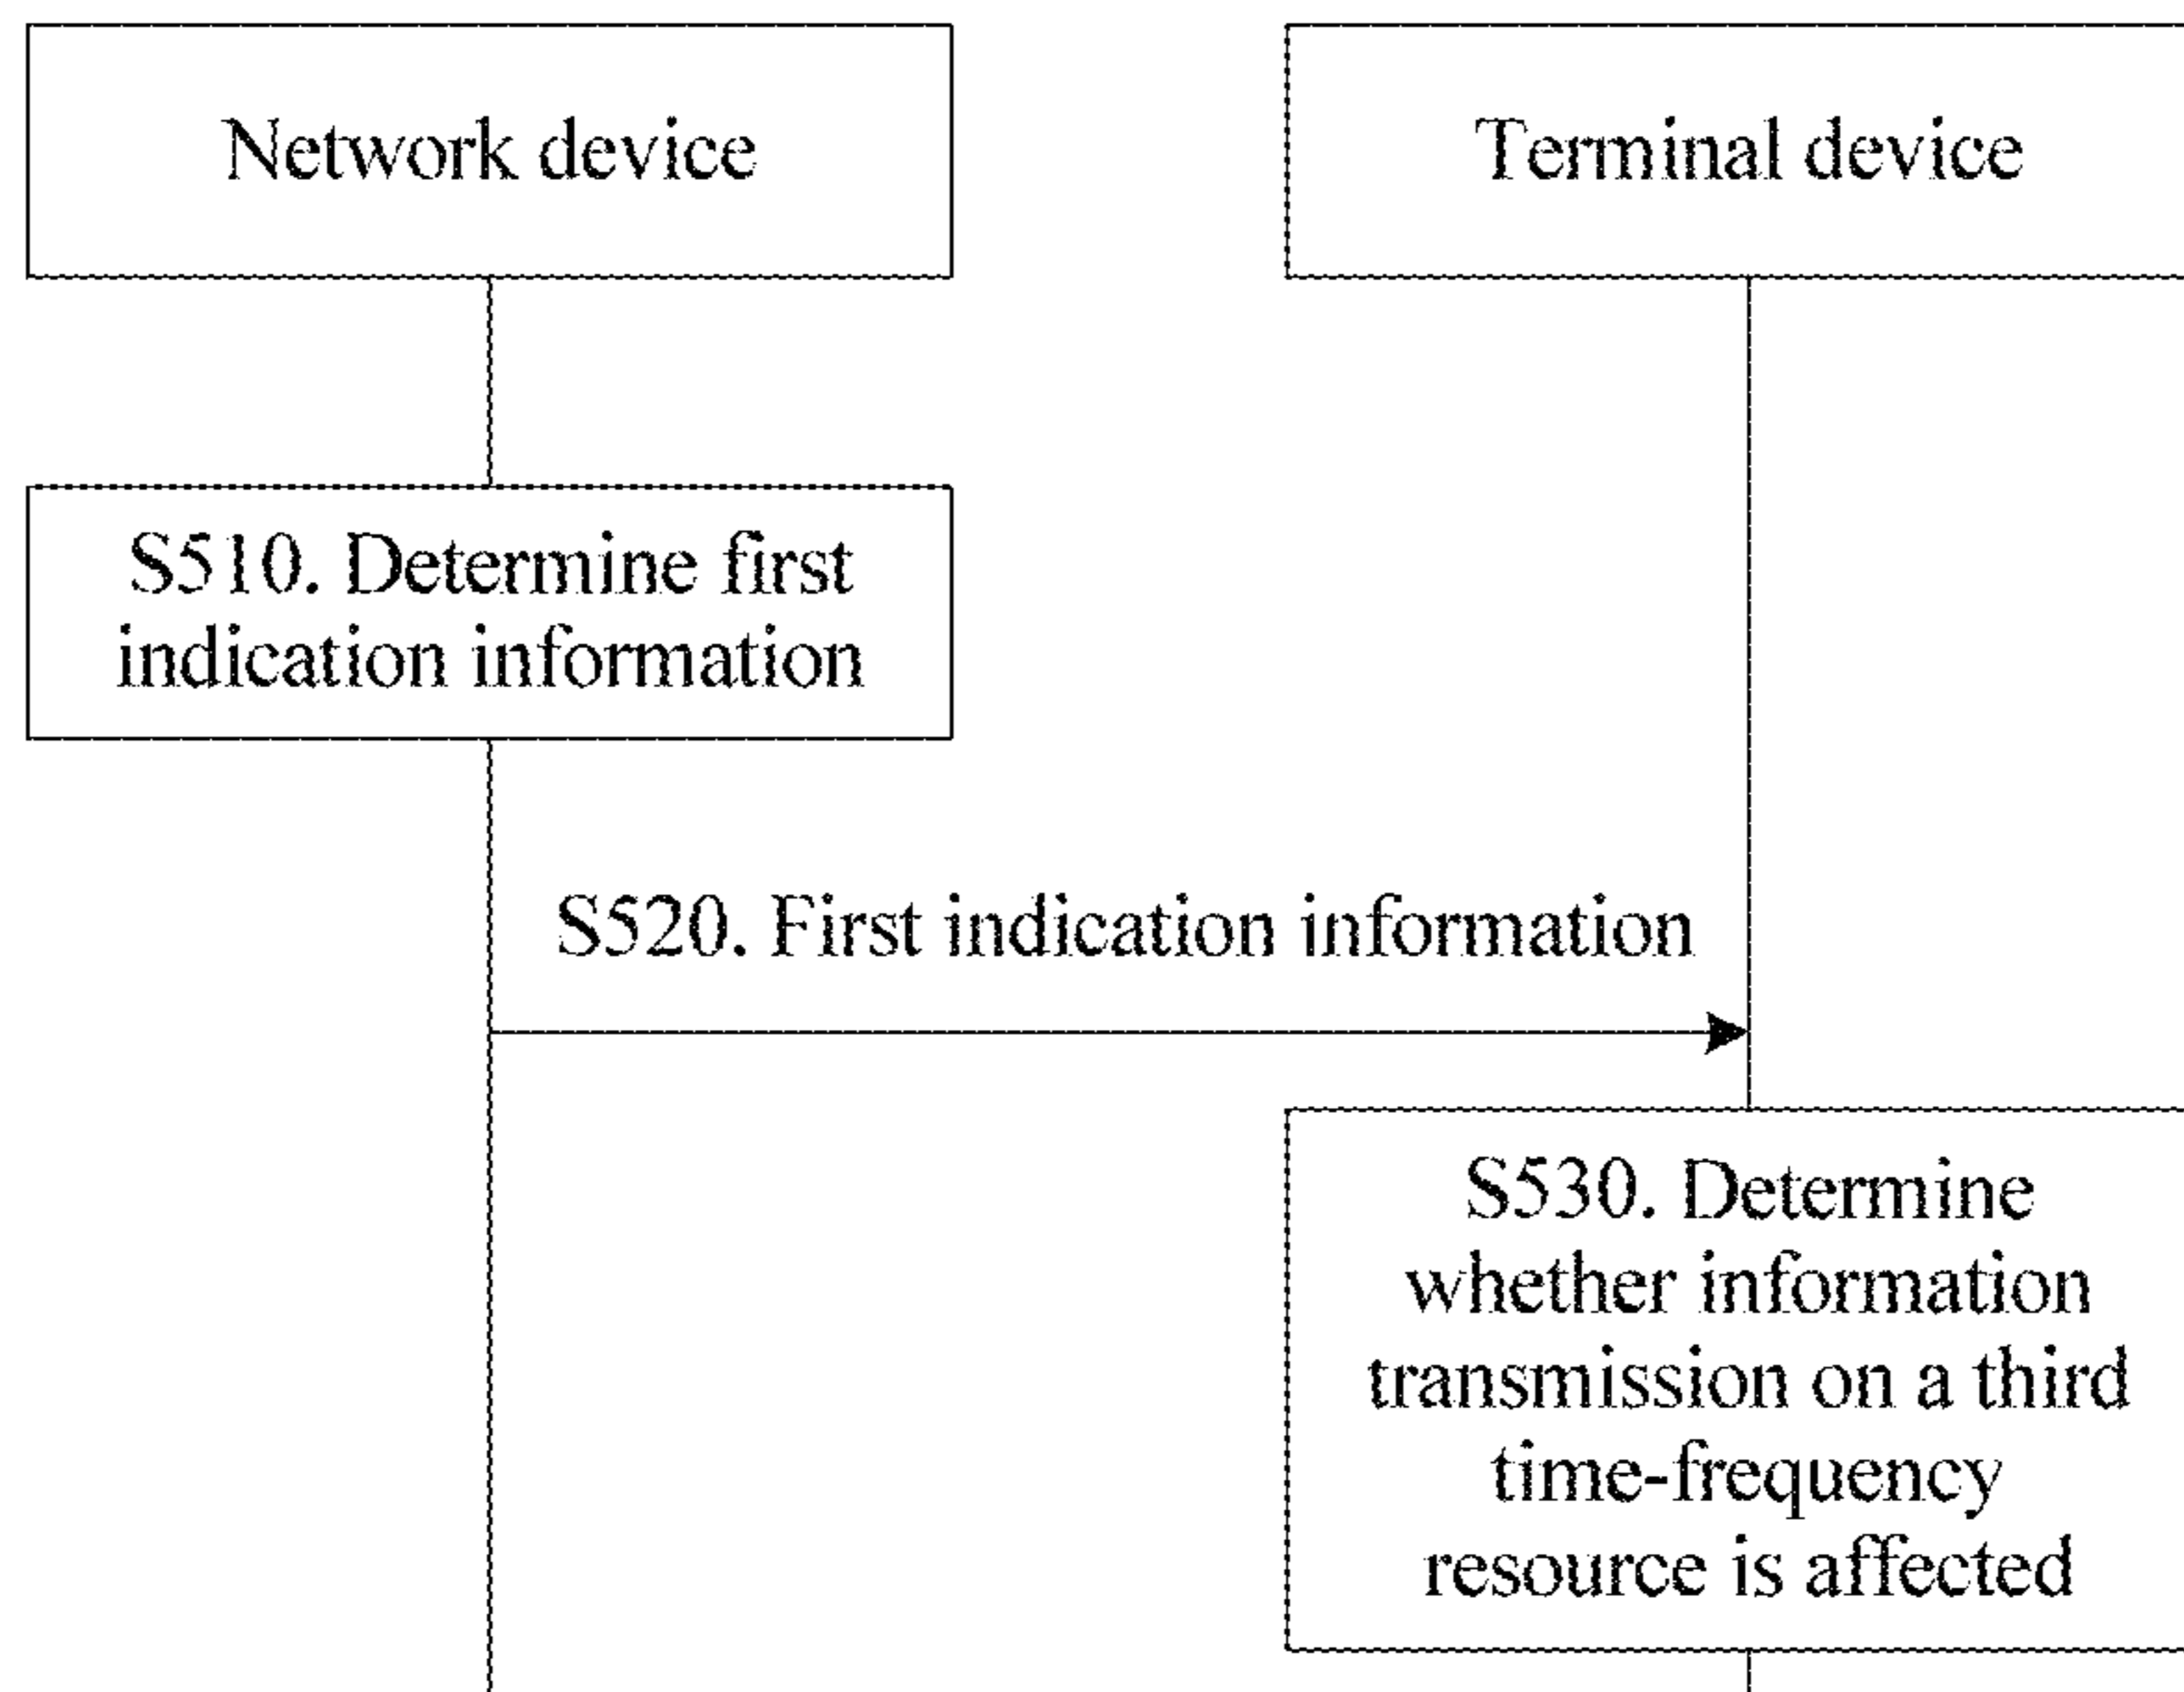 Network device
Terminal device
S510. Determine first
indication information
S520. First indication information
S530. Determine
whether information
transmission on a third
time-frequency
resource is affected